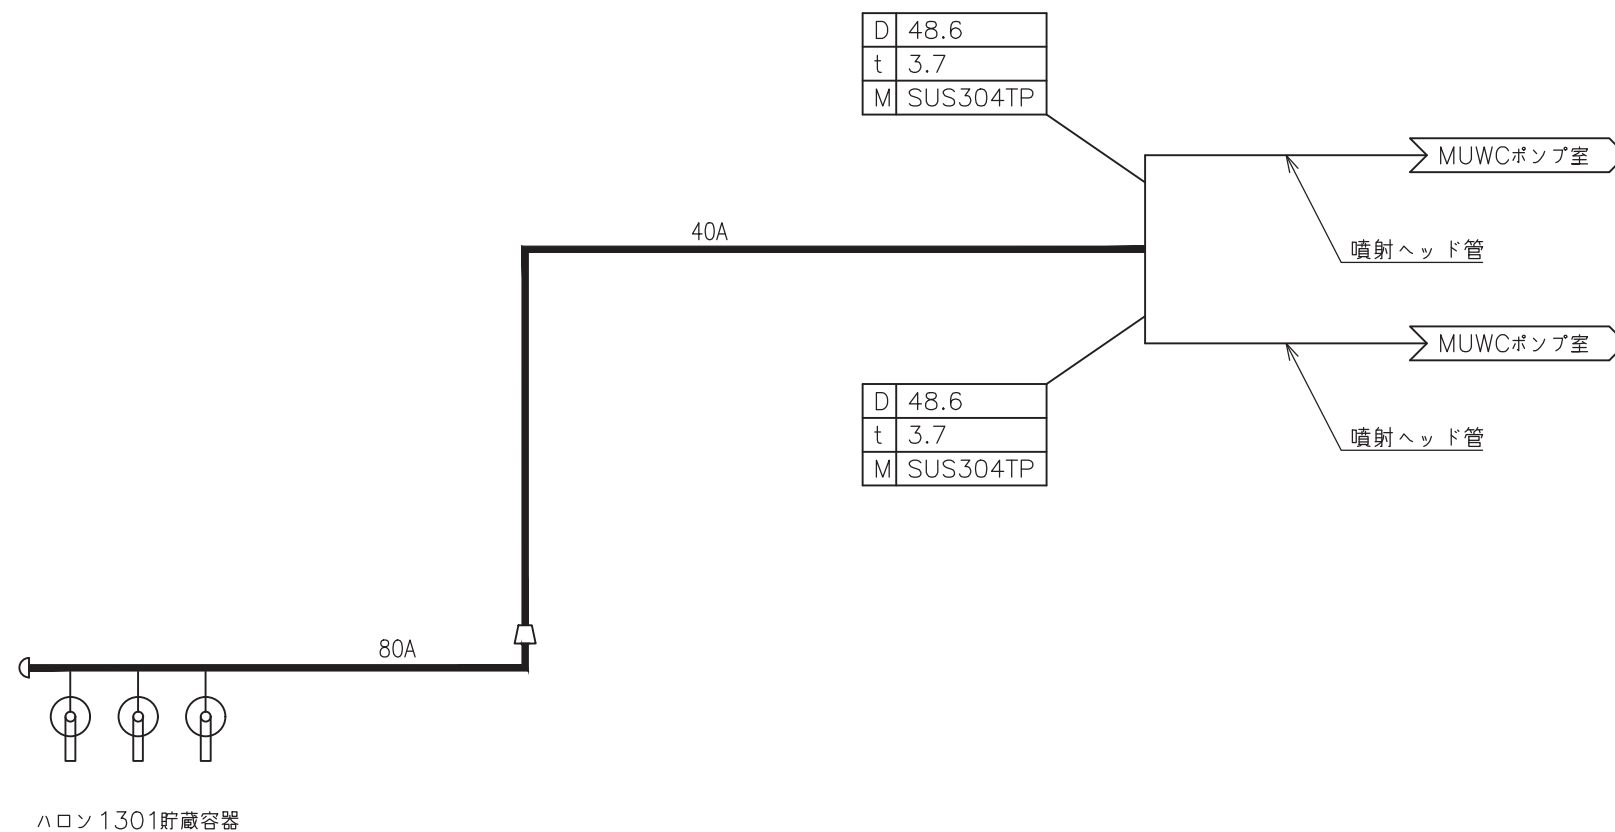 D 48.6
t 3.7
M SUS304TP
MUWCポンプ室
40A
噴射ヘッド管
MUWCポンプ室
D 48.6
t 3.7
M SUS304TP
噴射ヘッド管
80A
ハロン1301貯蔵容器